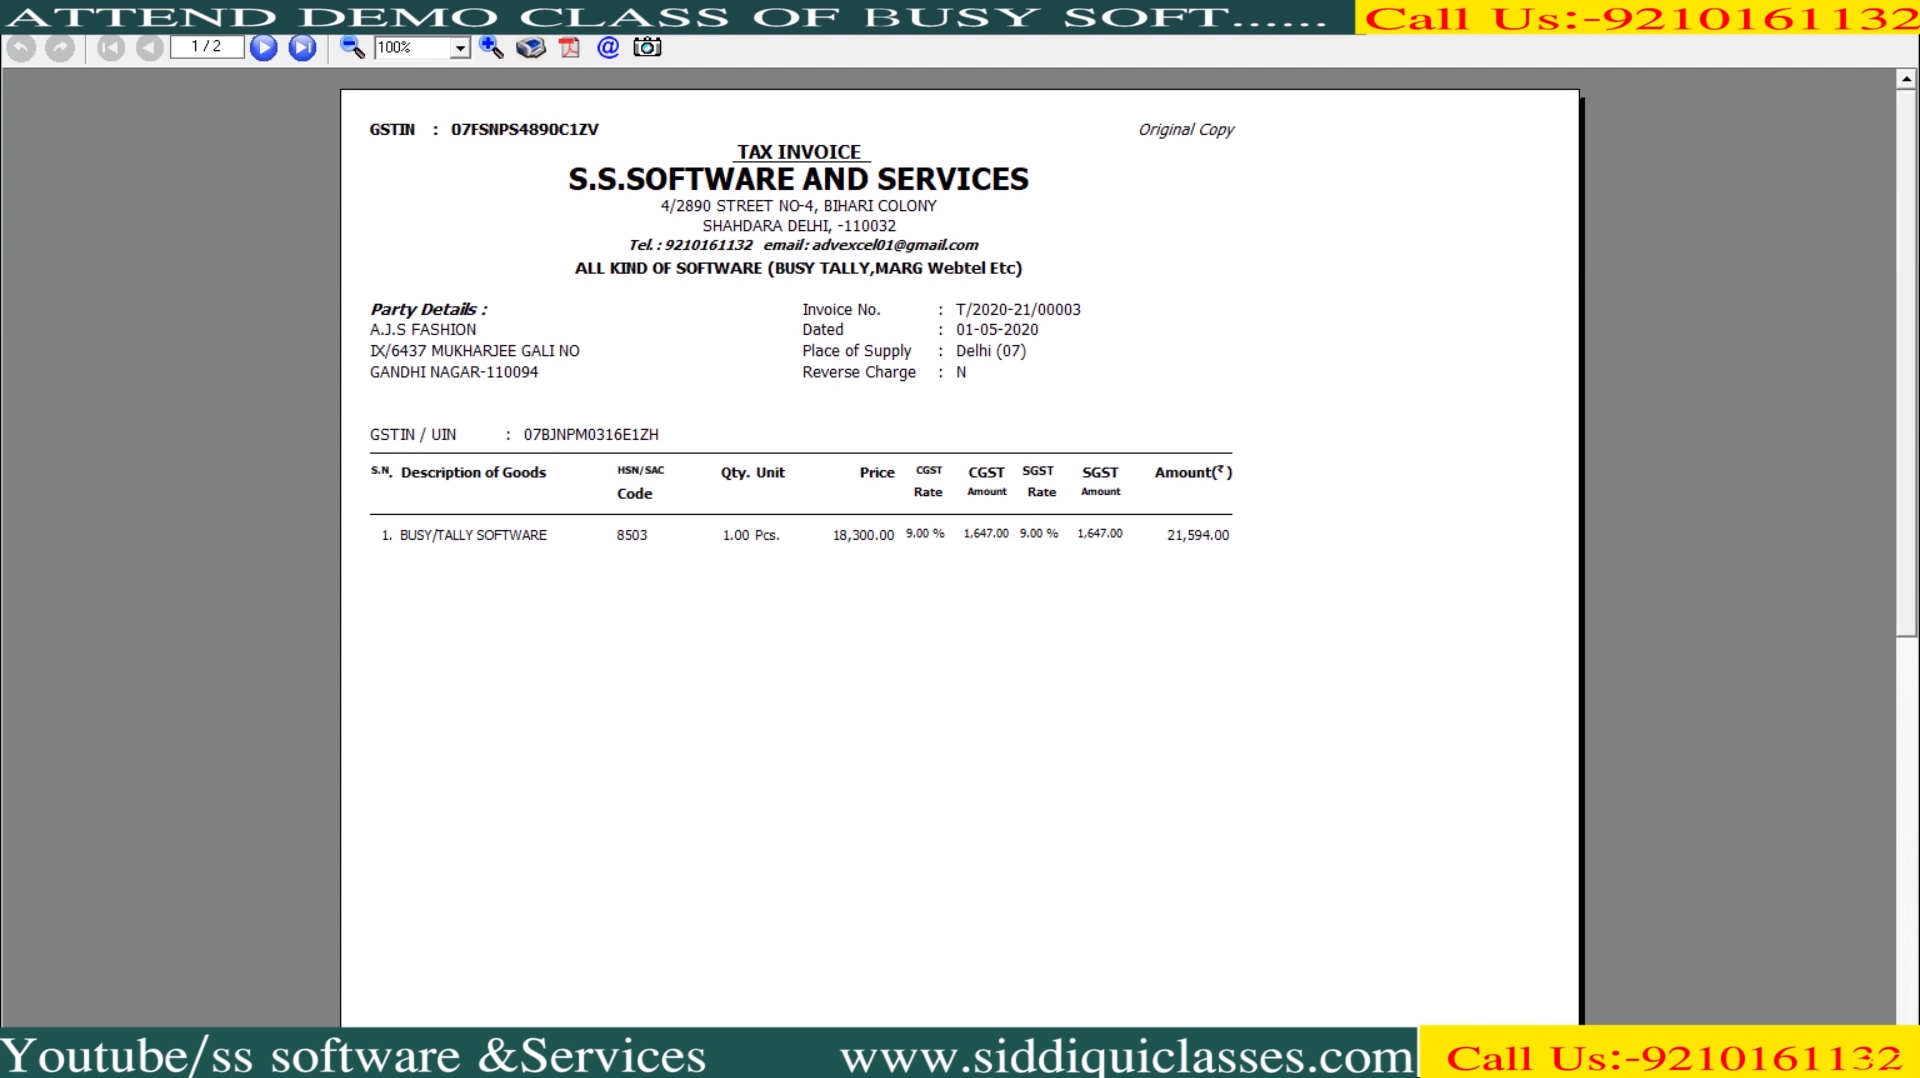 ATTEND DEMO CLASS OF BUSY SOFT...... Call Us:-9210161132
1 / 2 100% @
GSTIN : 07FSNPS4890C1ZV Original Copy
TAX INVOICE
S.S.SOFTWARE AND SERVICES
4/2890 STREET NO-4, BIHARI COLONY
SHAHDARA DELHI, -110032
Tel. : 9210161132 email : advexcel01@gmail.com
ALL KIND OF SOFTWARE (BUSY TALLY,MARG Webtel Etc)
Party Details : Invoice No. : T/2020-21/00003
A.J.S FASHION Dated : 01-05-2020
IX/6437 MUKHARJEE GALI NO Place of Supply : Delhi (07)
GANDHI NAGAR-110094 Reverse Charge : N
GSTIN / UIN : 07BJNPM0316E1ZH
S.N. Description of Goods HSN/SAC Qty. Unit Price CGST CGST SGST SGST Amount(₹)
Code Rate Amount Rate Amount
1. BUSY/TALLY SOFTWARE 8503 1.00 Pcs. 18,300.00 9.00 % 1,647.00 9.00 % 1,647.00 21,594.00
Youtube/ss software &Services www.siddiquiclasses.com Call Us:-9210161132